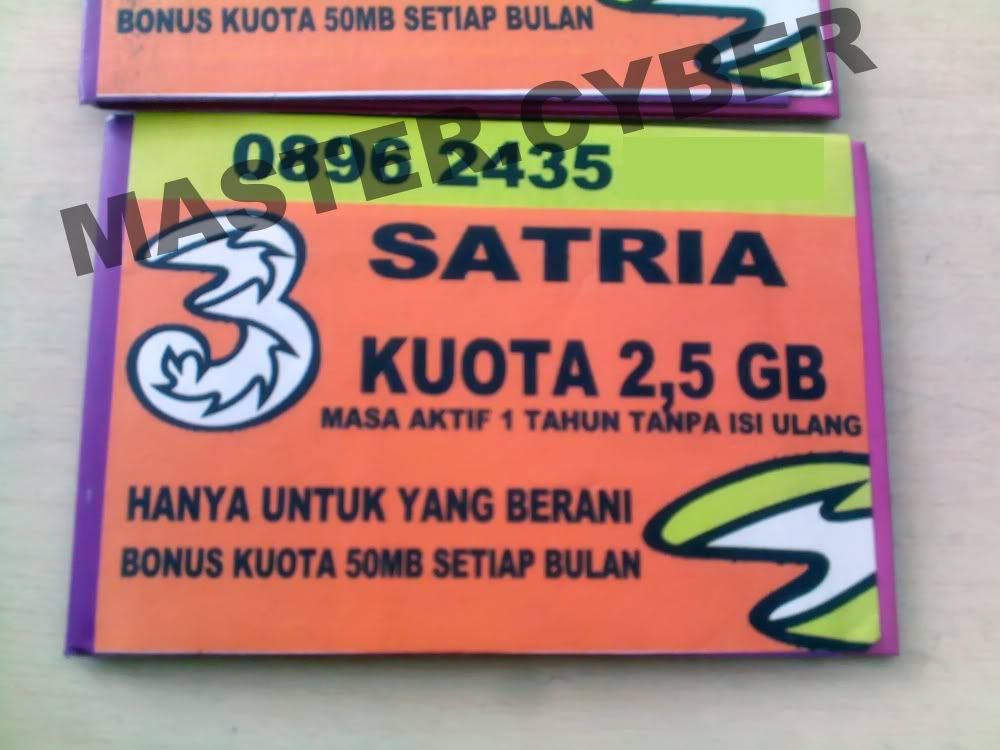 BONUS KUOTA 50MB SETIAP BULAN
MASTER-CYBER
0896 2435
3 SATRIA
KUOTA 2,5 GB
MASA AKTIF 1 TAHUN TANPA ISI ULANG
HANYA UNTUK YANG BERANI
BONUS KUOTA 50MB SETIAP BULAN